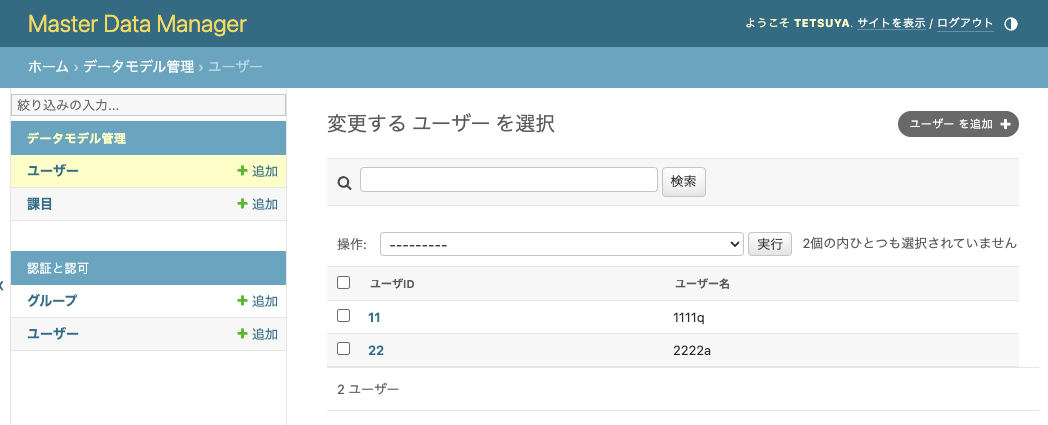 Master Data Manager
ようこそ TETSUYA. サイトを表示 / ログアウト
ホーム › データモデル管理 › ユーザー
絞り込みの入力...
データモデル管理
ユーザー 追加
課目 追加
認証と認可
グループ 追加
ユーザー 追加
変更する ユーザー を選択
ユーザー を追加
検索
操作: --------- 実行 2個の内ひとつも選択されていません
ユーザID ユーザー名
11 1111q
22 2222a
2 ユーザー